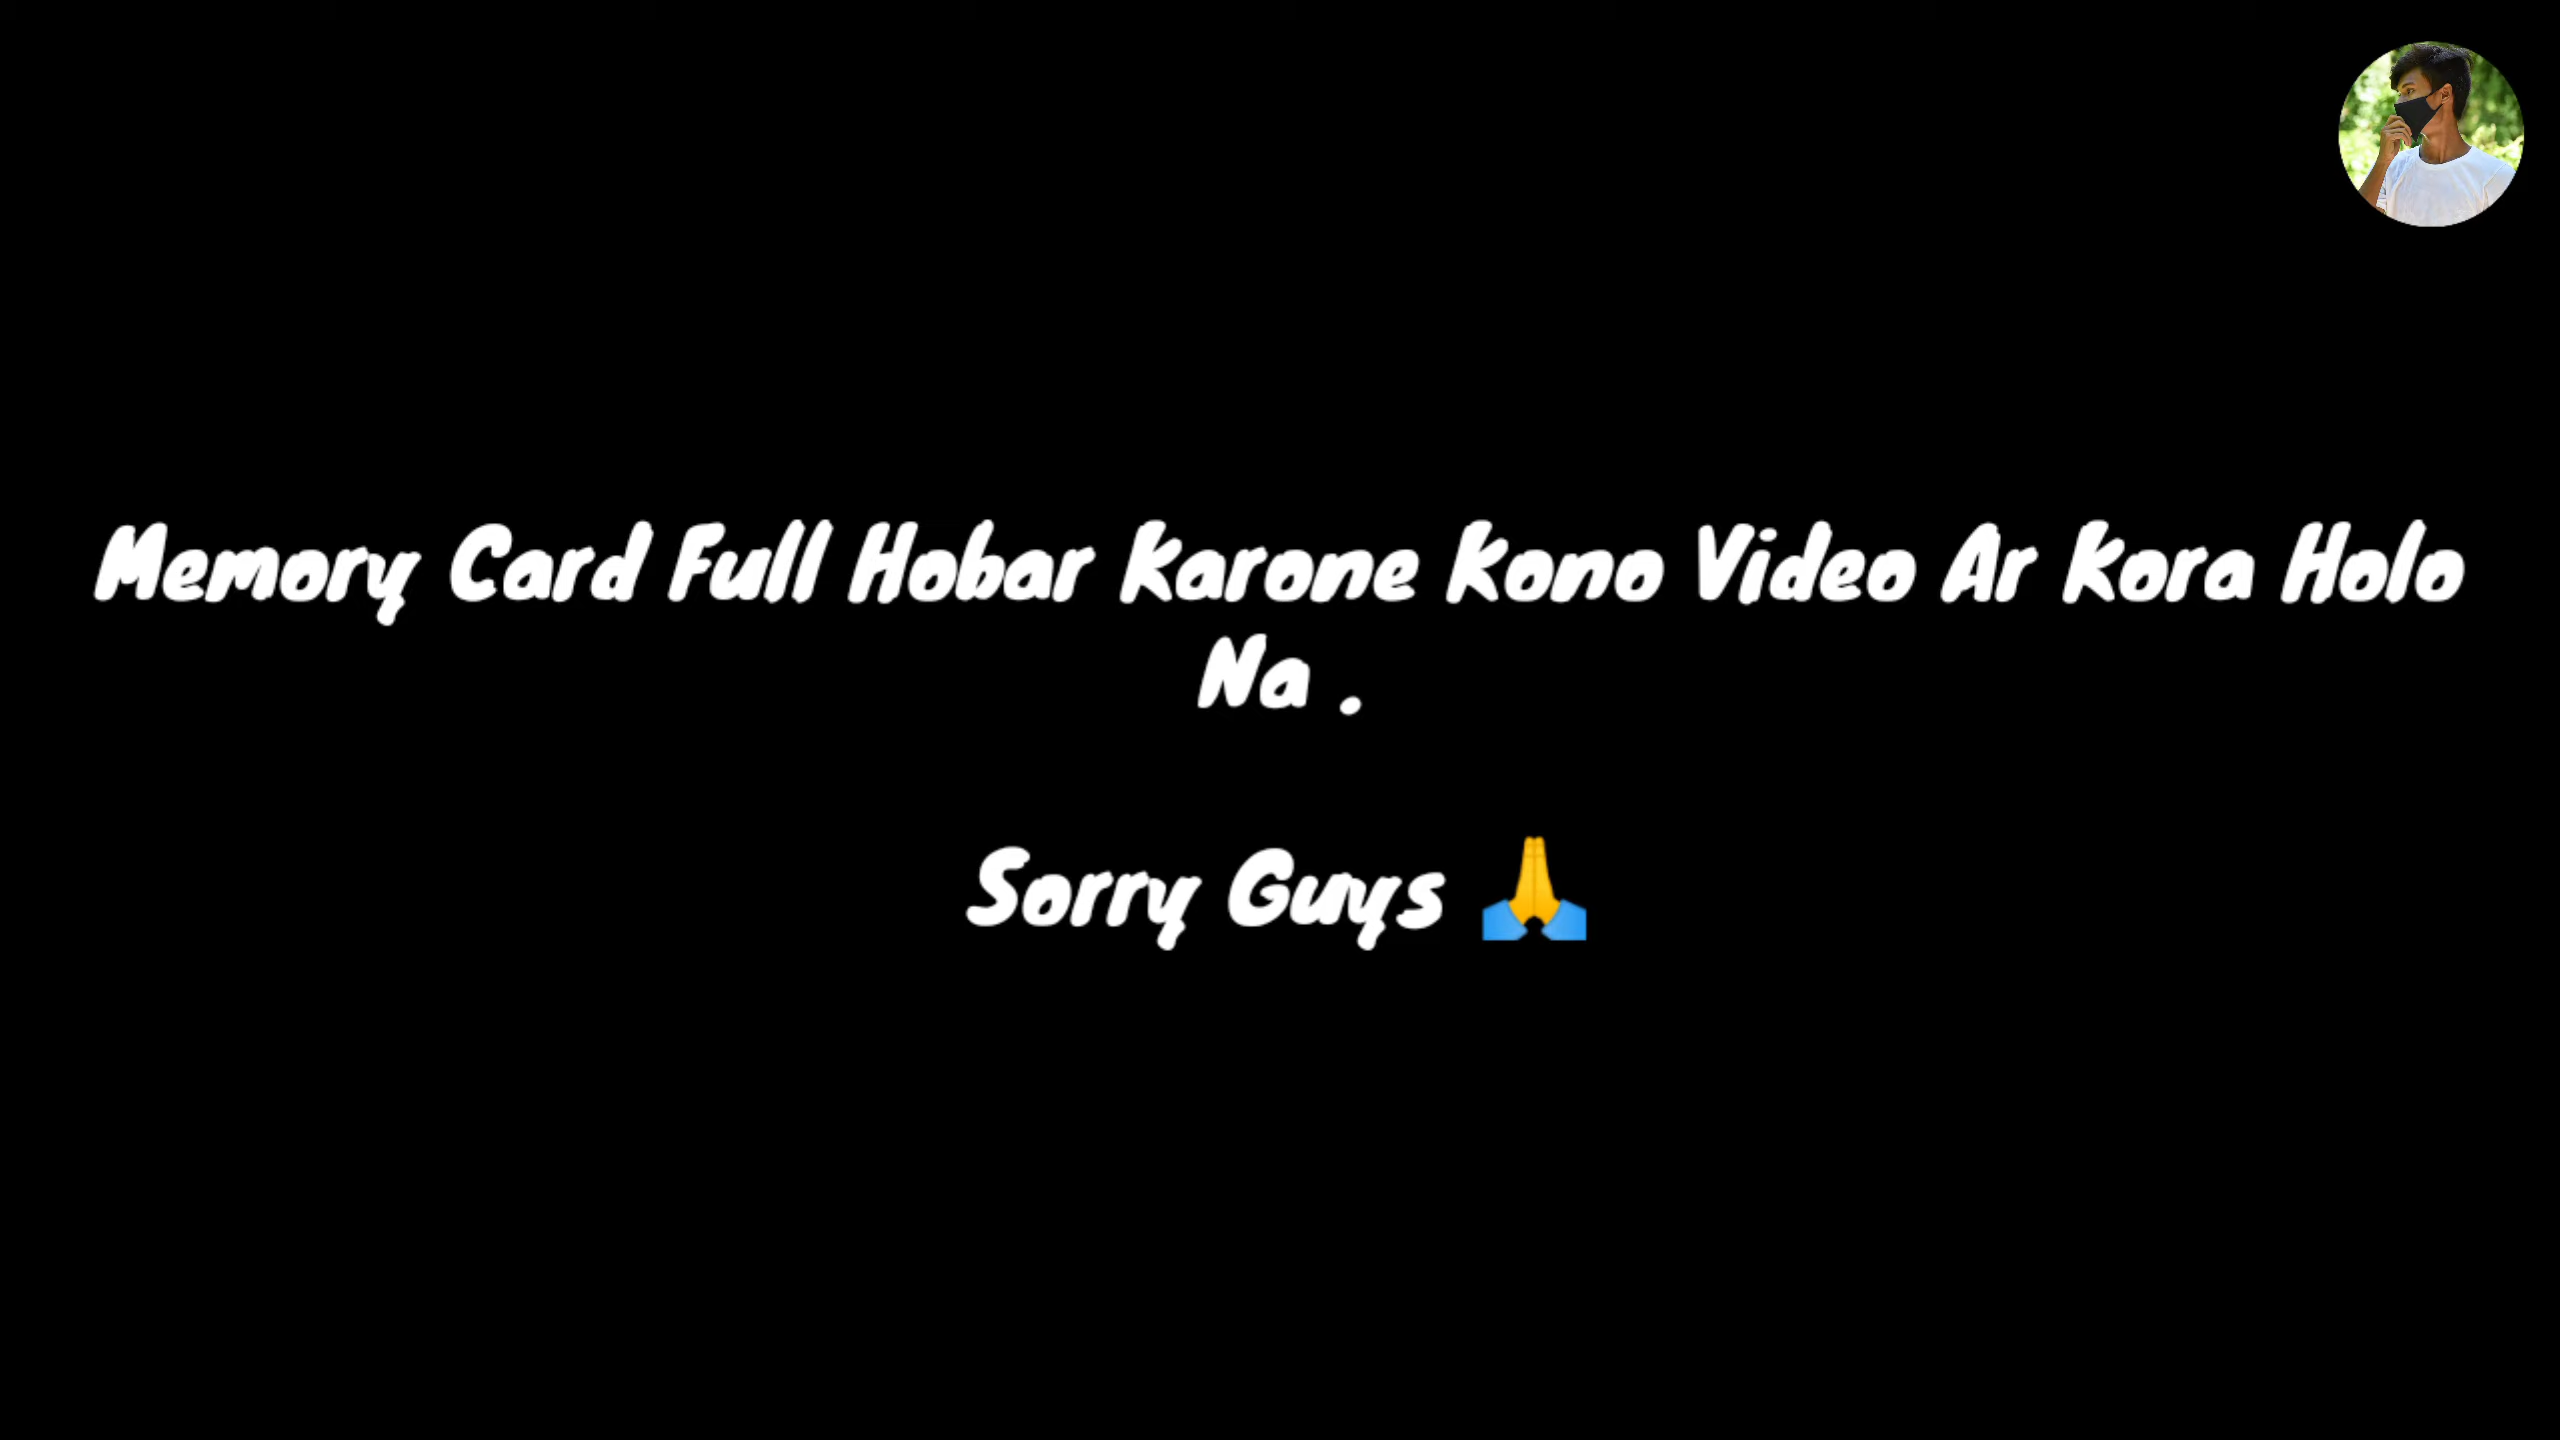 Memory Card Full Hobar Karone Kono Video Ar Kora Holo
Na .
Sorry Guys 🙏